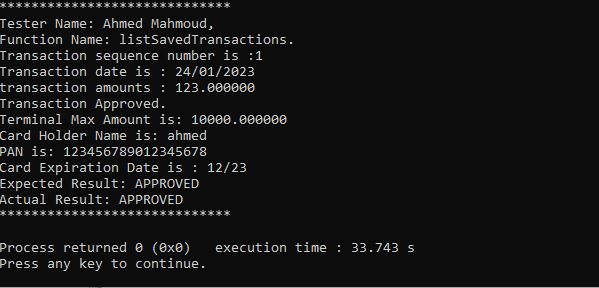 *****************************
Tester Name: Ahmed Mahmoud,
Function Name: listSavedTransactions.
Transaction sequence number is :1
Transaction date is : 24/01/2023
transaction amounts : 123.000000
Transaction Approved.
Terminal Max Amount is: 10000.000000
Card Holder Name is: ahmed
PAN is: 123456789012345678
Card Expiration Date is : 12/23
Expected Result: APPROVED
Actual Result: APPROVED
*****************************
Process returned 0 (0x0)   execution time : 33.743 s
Press any key to continue.